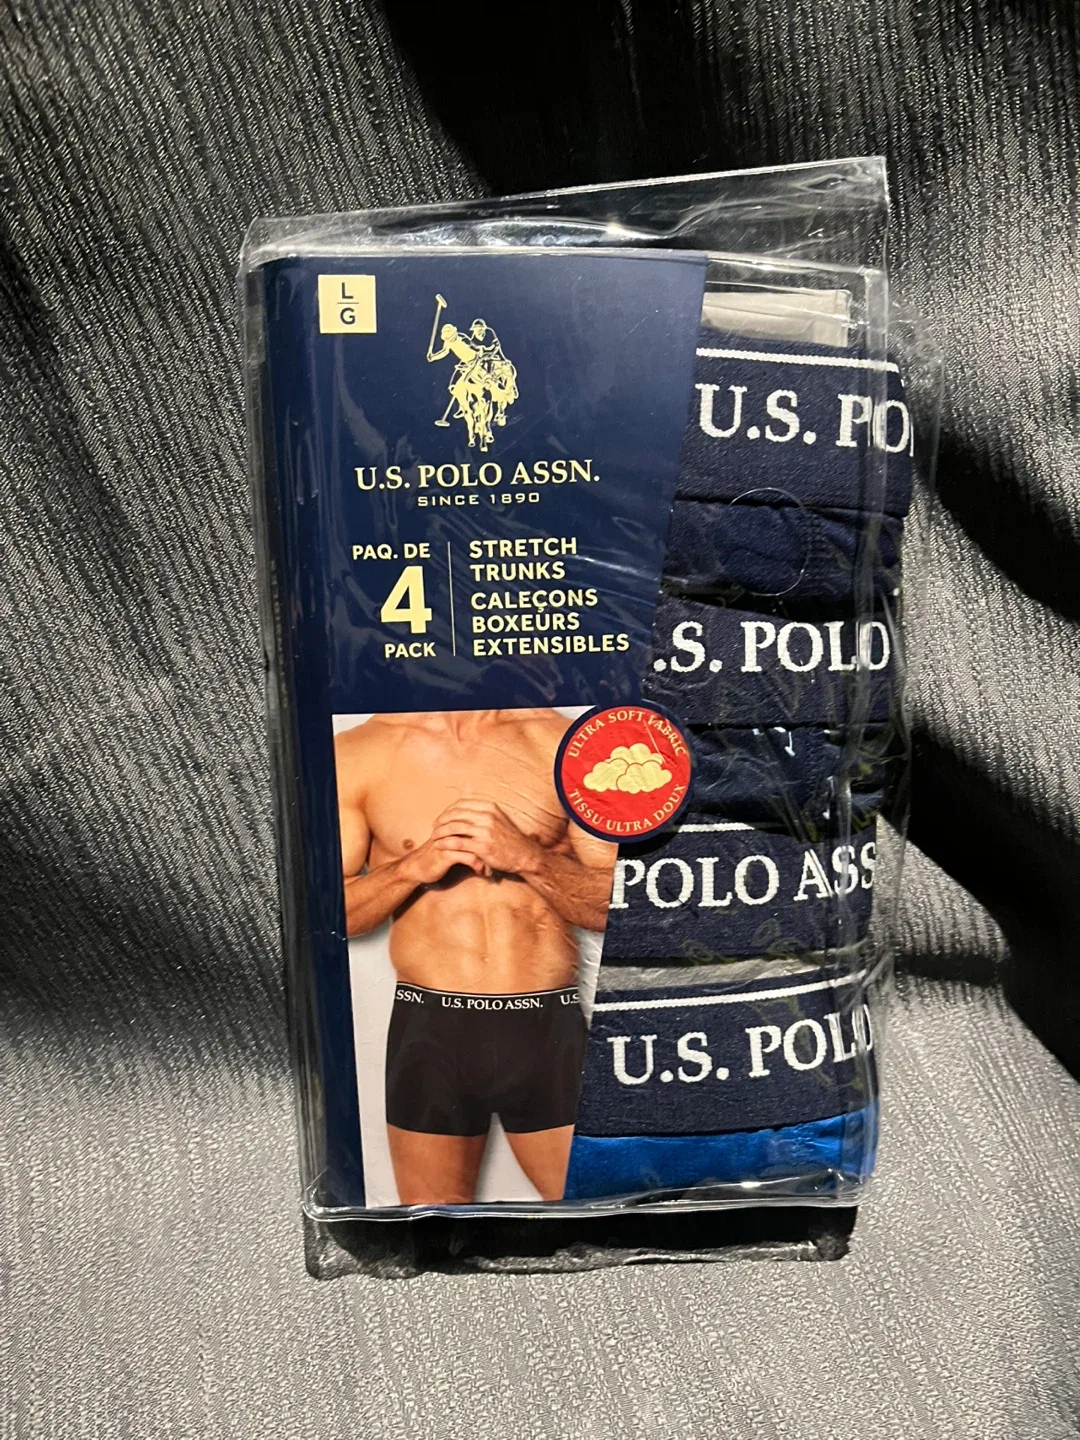 L
G
U.S. POLO ASSN.
SINCE 1890
PAQ. DE
4
PACK
STRETCH
TRUNKS
CALEÇONS
BOXEURS
EXTENSIBLES
ULTRA SOFT FABRIC
TISSU ULTRA DOUX
SSN. U.S. POLO ASSN. U.S
U.S. PO
.S. POLO
POLO ASS
U.S. POLO